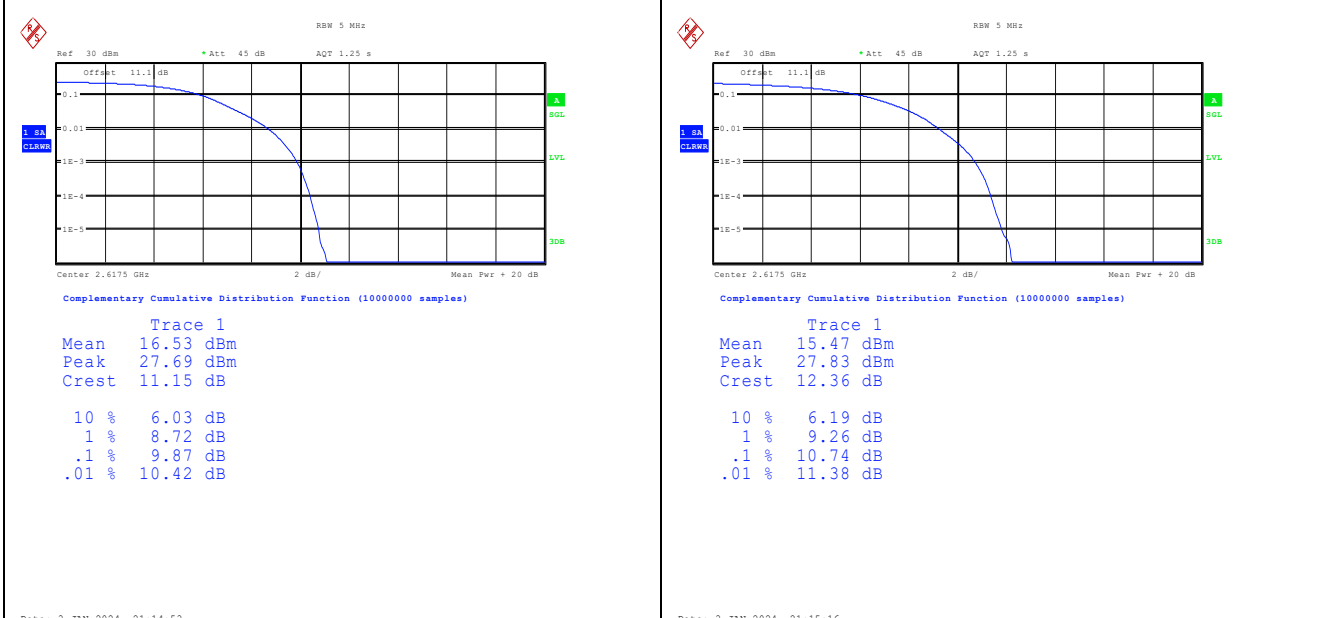 R S
RBW 5 MHz
Ref 30 dBm * Att 45 dB AQT 1.25 s
Offset 11.1 dB
0.1
A
SGL
1 SA
CLRWR
0.01
1E-3
LVL
1E-4
1E-5
3DB
Center 2.6175 GHz 2 dB/ Mean Pwr + 20 dB
Complementary Cumulative Distribution Function (10000000 samples)
Trace 1
Mean 16.53 dBm
Peak 27.69 dBm
Crest 11.15 dB
10 % 6.03 dB
1 % 8.72 dB
.1 % 9.87 dB
.01 % 10.42 dB
R S
RBW 5 MHz
Ref 30 dBm * Att 45 dB AQT 1.25 s
Offset 11.1 dB
0.1
A
SGL
1 SA
CLRWR
0.01
1E-3
LVL
1E-4
1E-5
3DB
Center 2.6175 GHz 2 dB/ Mean Pwr + 20 dB
Complementary Cumulative Distribution Function (10000000 samples)
Trace 1
Mean 15.47 dBm
Peak 27.83 dBm
Crest 12.36 dB
10 % 6.19 dB
1 % 9.26 dB
.1 % 10.74 dB
.01 % 11.38 dB